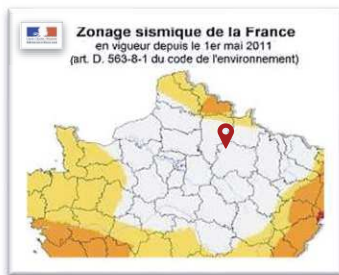 Zonage sismique de la France
en vigueur depuis le 1er mai 2011
(art. D. 563-8-1 du code de l'environnement)